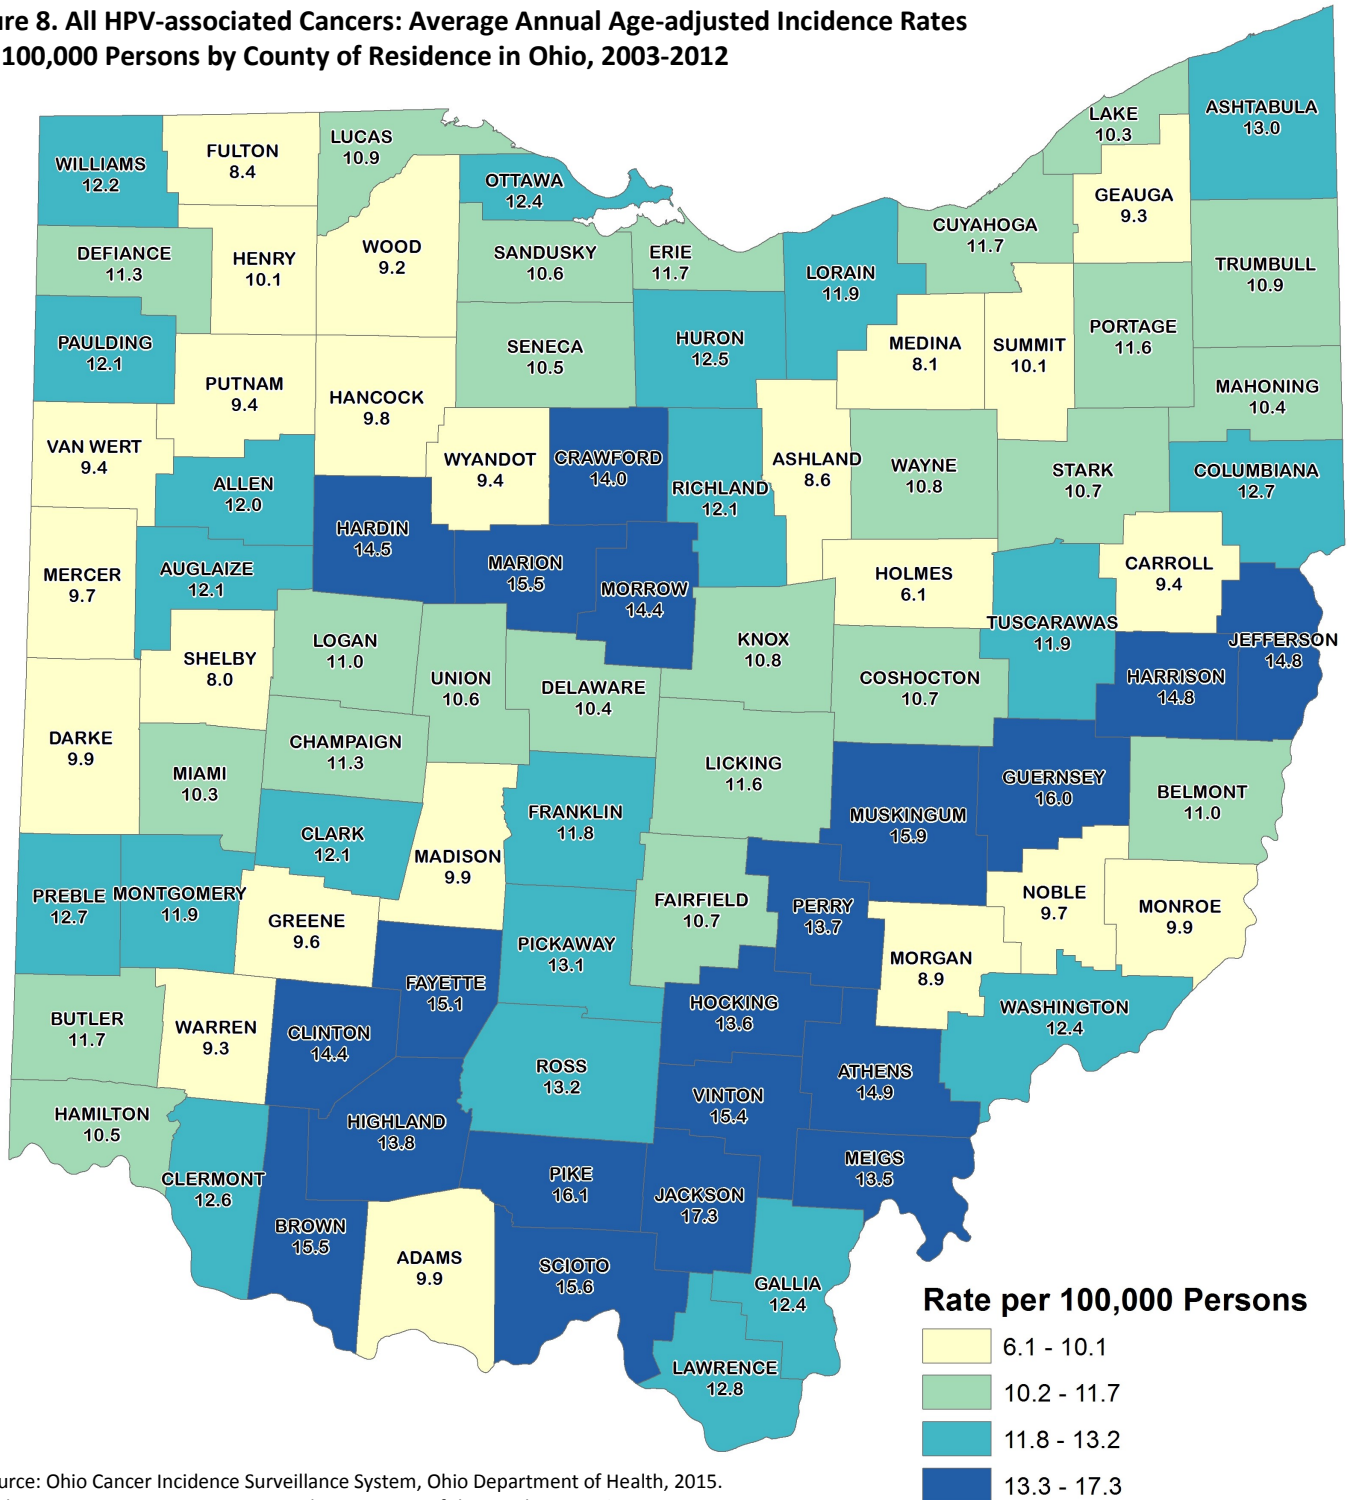 ure 8. All HPV-associated Cancers: Average Annual Age-adjusted Incidence Rates
100,000 Persons by County of Residence in Ohio, 2003-2012
ASHTABULA
13.0
LAKE
10.3
LUCAS
10.9
FULTON
8.4
WILLIAMS
12.2
OTTAWA
12.4
GEAUGA
9.3
CUYAHOGA
11.7
DEFIANCE
11.3
HENRY
10.1
WOOD
9.2
SANDUSKY
10.6
ERIE
11.7
LORAIN
11.9
TRUMBULL
10.9
PAULDING
12.1
SENECA
10.5
HURON
12.5
MEDINA
8.1
SUMMIT
10.1
PORTAGE
11.6
PUTNAM
9.4
HANCOCK
9.8
MAHONING
10.4
VAN WERT
9.4
WYANDOT
9.4
CRAWFORD
14.0
ASHLAND
8.6
WAYNE
10.8
STARK
10.7
COLUMBIANA
12.7
ALLEN
12.0
RICHLAND
12.1
HARDIN
14.5
MARION
15.5
MORROW
14.4
MERCER
9.7
AUGLAIZE
12.1
HOLMES
6.1
CARROLL
9.4
TUSCARAWAS
11.9
JEFFERSON
14.8
LOGAN
11.0
KNOX
10.8
SHELBY
8.0
UNION
10.6
DELAWARE
10.4
COSHOCTON
10.7
HARRISON
14.8
DARKE
9.9
CHAMPAIGN
11.3
MIAMI
10.3
LICKING
11.6
GUERNSEY
16.0
BELMONT
11.0
FRANKLIN
11.8
MUSKINGUM
15.9
CLARK
12.1
MADISON
9.9
PREBLE
12.7
MONTGOMERY
11.9
GREENE
9.6
FAIRFIELD
10.7
PERRY
13.7
NOBLE
9.7
MONROE
9.9
PICKAWAY
13.1
MORGAN
8.9
FAYETTE
15.1
HOCKING
13.6
WASHINGTON
12.4
BUTLER
11.7
WARREN
9.3
CLINTON
14.4
ROSS
13.2
ATHENS
14.9
VINTON
15.4
HAMILTON
10.5
HIGHLAND
13.8
MEIGS
13.5
CLERMONT
12.6
PIKE
16.1
JACKSON
17.3
BROWN
15.5
ADAMS
9.9
SCIOTO
15.6
GALLIA
12.4
LAWRENCE
12.8
Rate per 100,000 Persons
6.1 - 10.1
10.2 - 11.7
11.8 - 13.2
13.3 - 17.3
urce: Ohio Cancer Incidence Surveillance System, Ohio Department of Health, 2015.